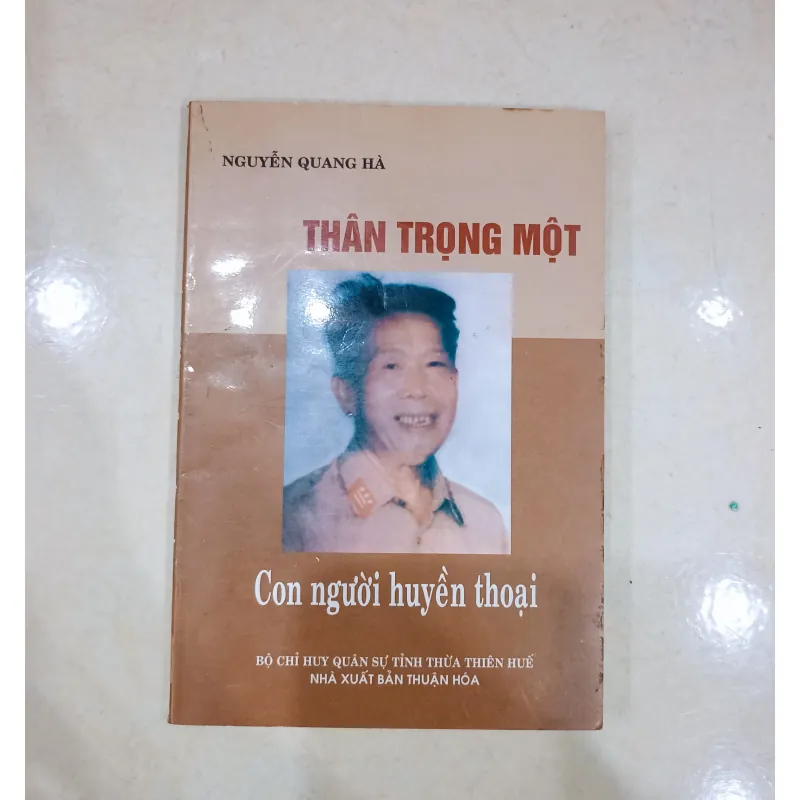 NGUYỄN QUANG HÀ
THÂN TRỌNG MỘT
Con người huyền thoại
BỘ CHỈ HUY QUÂN SỰ TỈNH THỪA THIÊN HUẾ
NHÀ XUẤT BẢN THUẬN HÓA